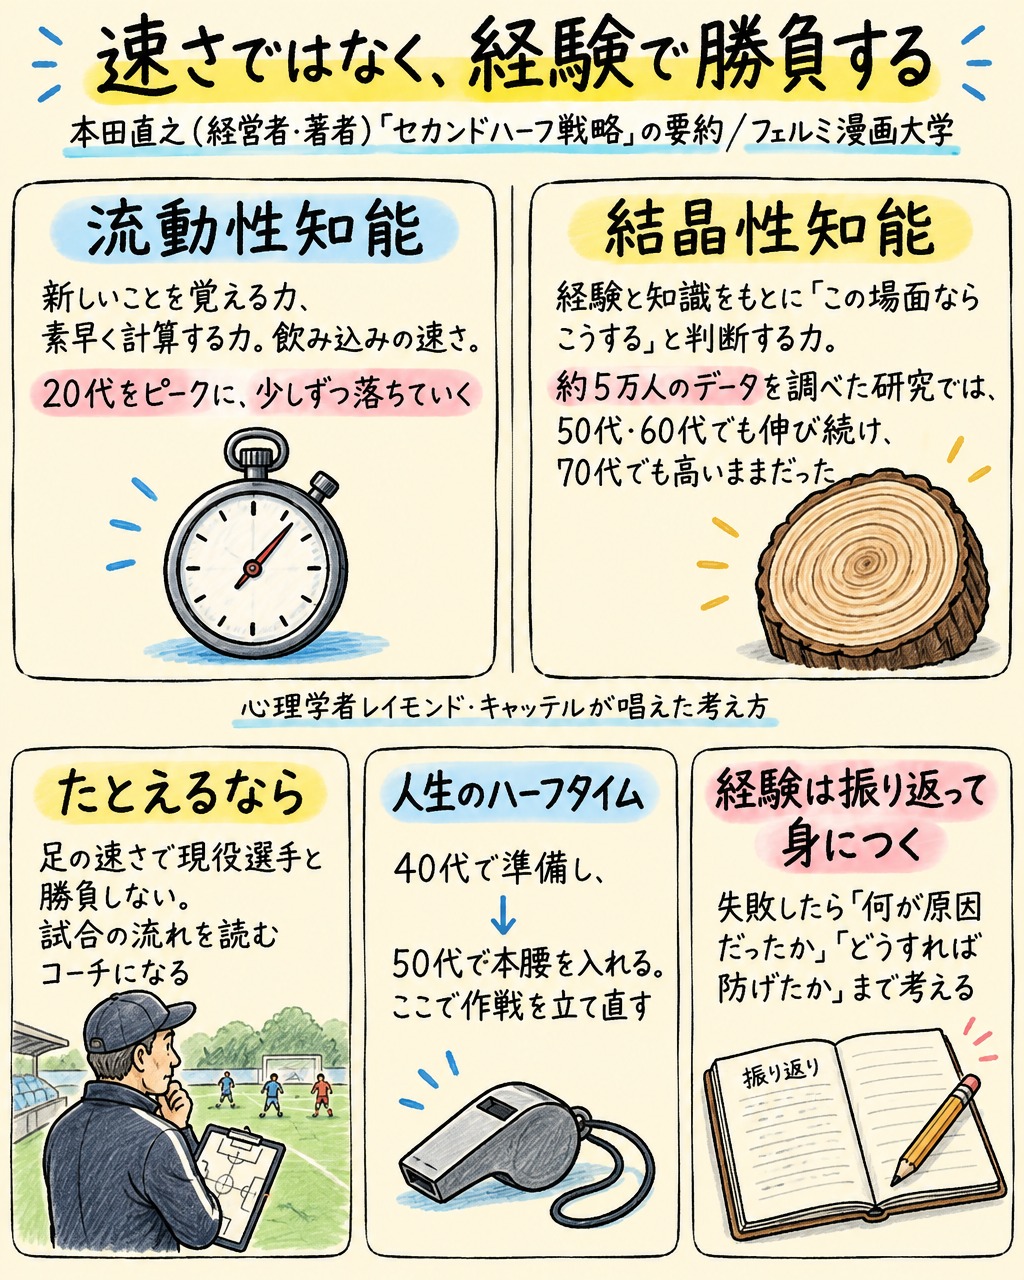 速さではなく、経験で勝負する
本田直之(経営者・著者)「セカンドハーフ戦略」の要約/フェルミ漫画大学
流動性知能
新しいことを覚える力、
素早く計算する力。飲み込みの速さ。
20代をピークに、少しずつ落ちていく
結晶性知能
経験と知識をもとに「この場面なら
こうする」と判断する力。
約5万人のデータを調べた研究では、
50代・60代でも伸び続け、
70代でも高いままだった
心理学者レイモンド・キャッテルが唱えた考え方
たとえるなら
足の速さで現役選手と
勝負しない。
試合の流れを読む
コーチになる
人生のハーフタイム
40代で準備し、
50代で本腰を入れる。
ここで作戦を立て直す
経験は振り返って
身につく
失敗したら「何が原因
だったか」「どうすれば
防げたか」まで考える
振り返り